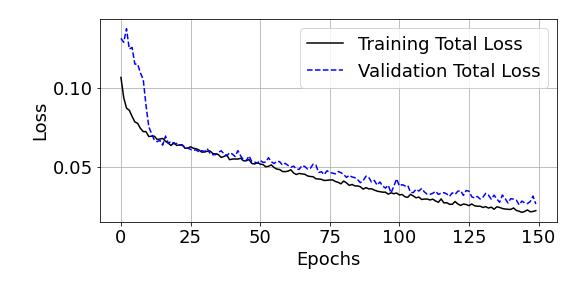 Training Total Loss
Validation Total Loss
0.10
0.05
Loss
0 25 50 75 100 125 150
Epochs